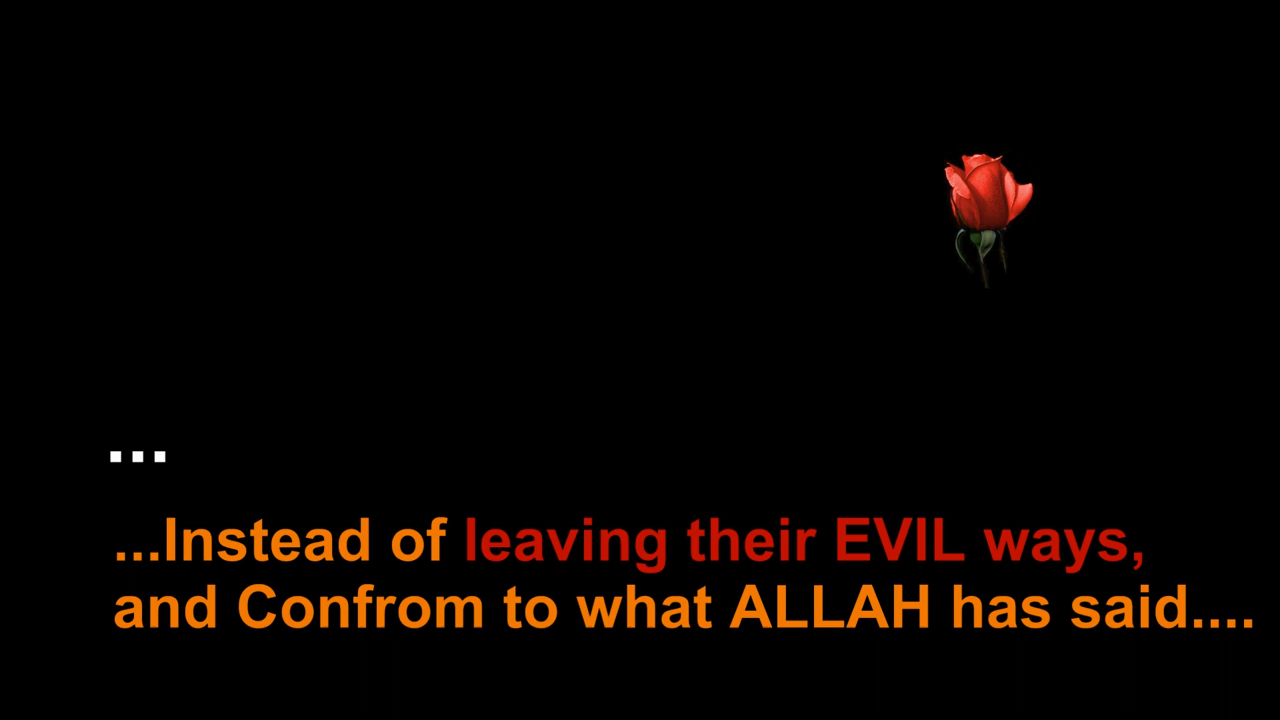 ...
...Instead of leaving their EVIL ways,
and Confrom to what ALLAH has said....